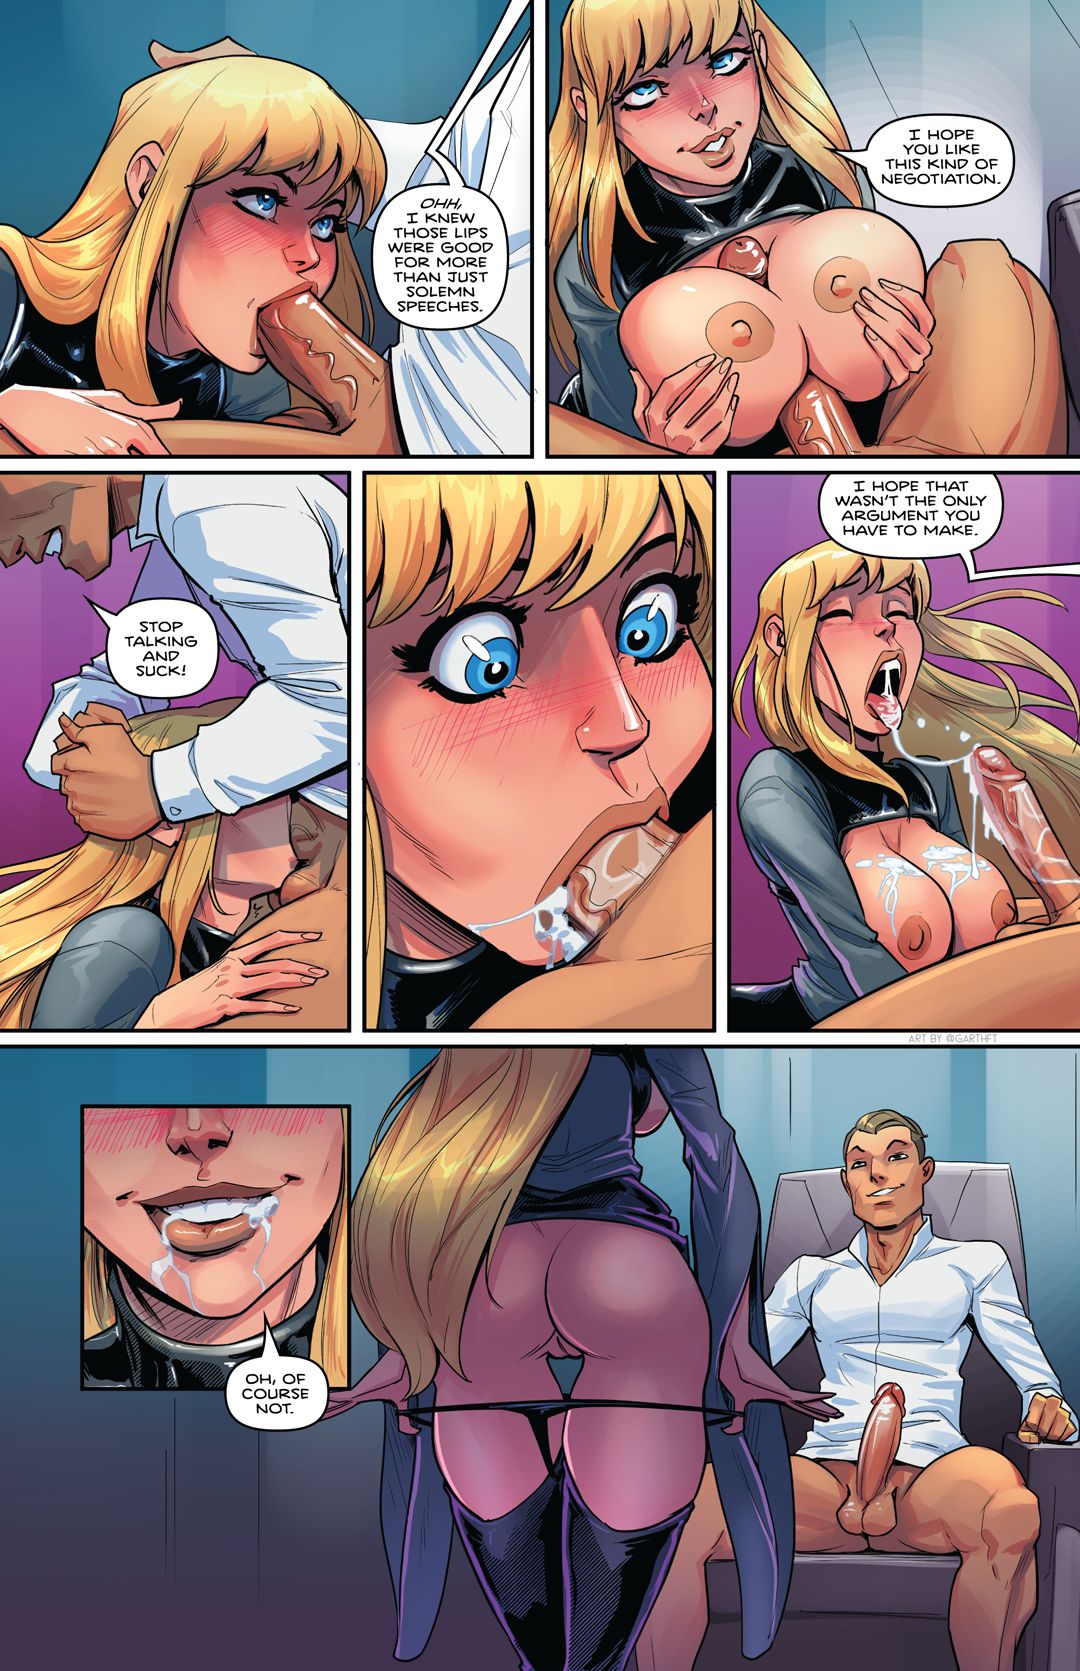 OHH,
I KNEW
THOSE LIPS
WERE GOOD
FOR MORE
THAN JUST
SOLEMN
SPEECHES.
I HOPE
YOU LIKE
THIS KIND OF
NEGOTIATION.
STOP
TALKING
AND
SUCK!
I HOPE THAT
WASN'T THE ONLY
ARGUMENT YOU
HAVE TO MAKE.
ART BY @GARTHFT
OH, OF
COURSE
NOT.